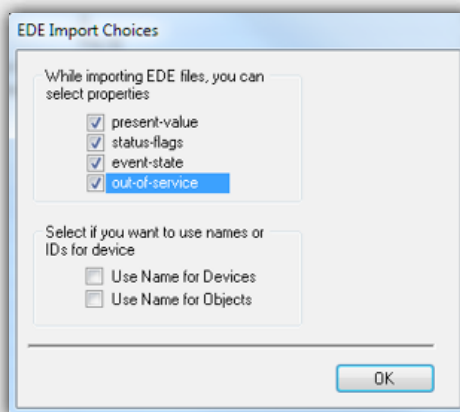 EDE Import Choices
While importing EDE files, you can
select properties
present-value
status-flags
event-state
out-of-service
Select if you want to use names or
IDs for device
Use Name for Devices
Use Name for Objects
OK